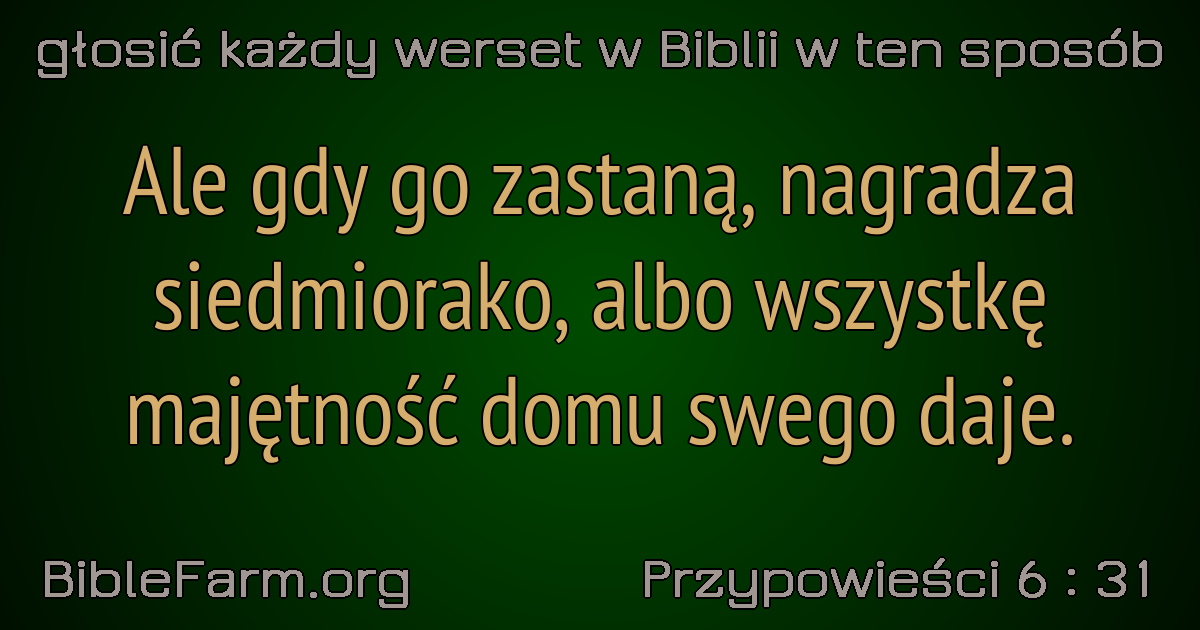 głosić każdy werset w Biblii w ten sposób
Ale gdy go zastaną, nagradza
siedmiorako, albo wszystkę
majętność domu swego daje.
BibleFarm.org
Przypowieści 6 : 31